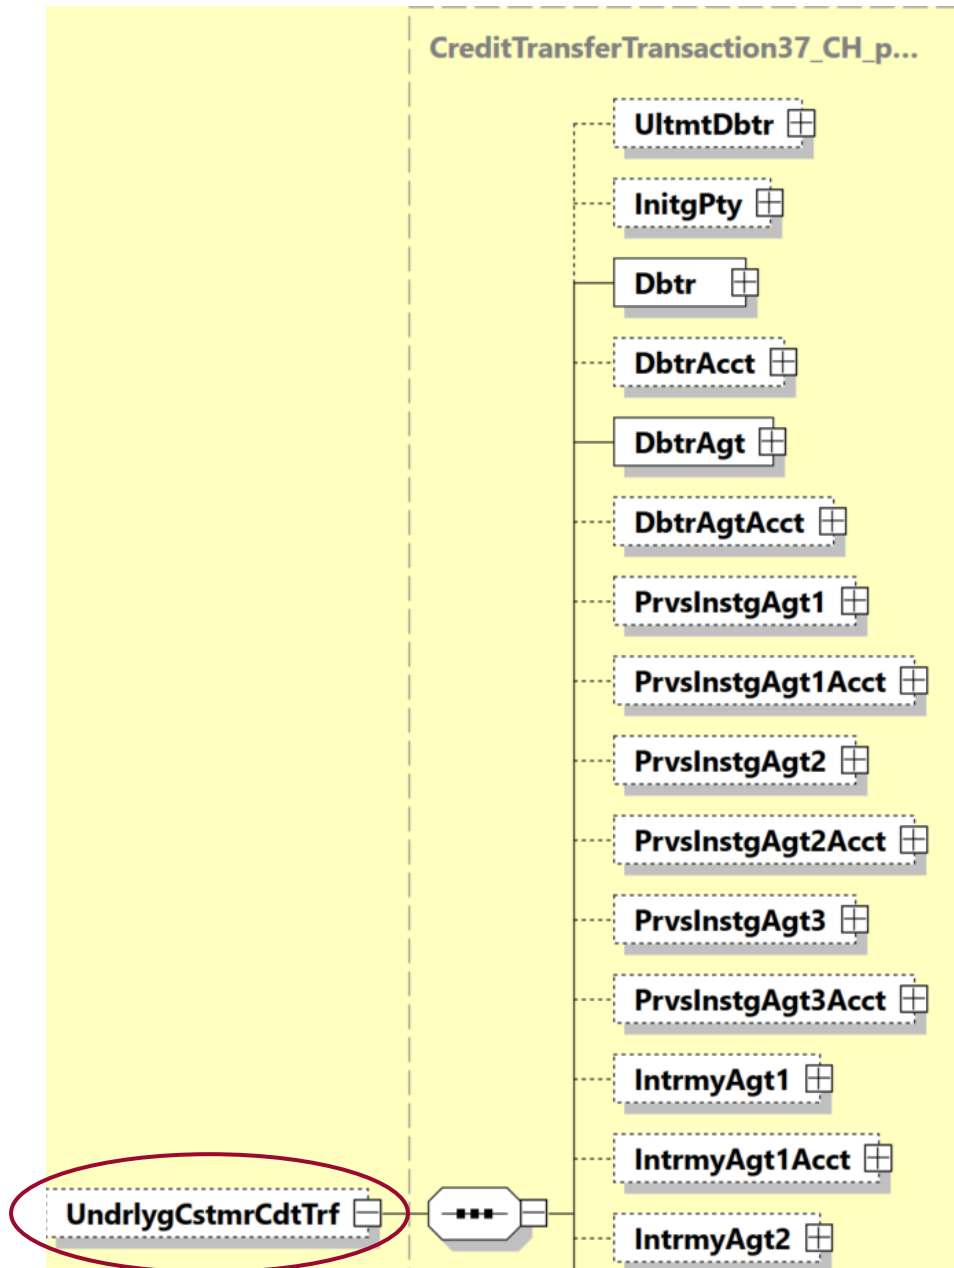 CreditTransferTransaction37_CH_p...
UltmtDbtr
InitgPty
Dbtr
DbtrAcct
DbtrAgt
DbtrAgtAcct
PrvsInstgAgt1
PrvsInstgAgt1Acct
PrvsInstgAgt2
PrvsInstgAgt2Acct
PrvsInstgAgt3
PrvsInstgAgt3Acct
IntrmyAgt1
IntrmyAgt1Acct
UndrlygCstmrCdtTrf
IntrmyAgt2